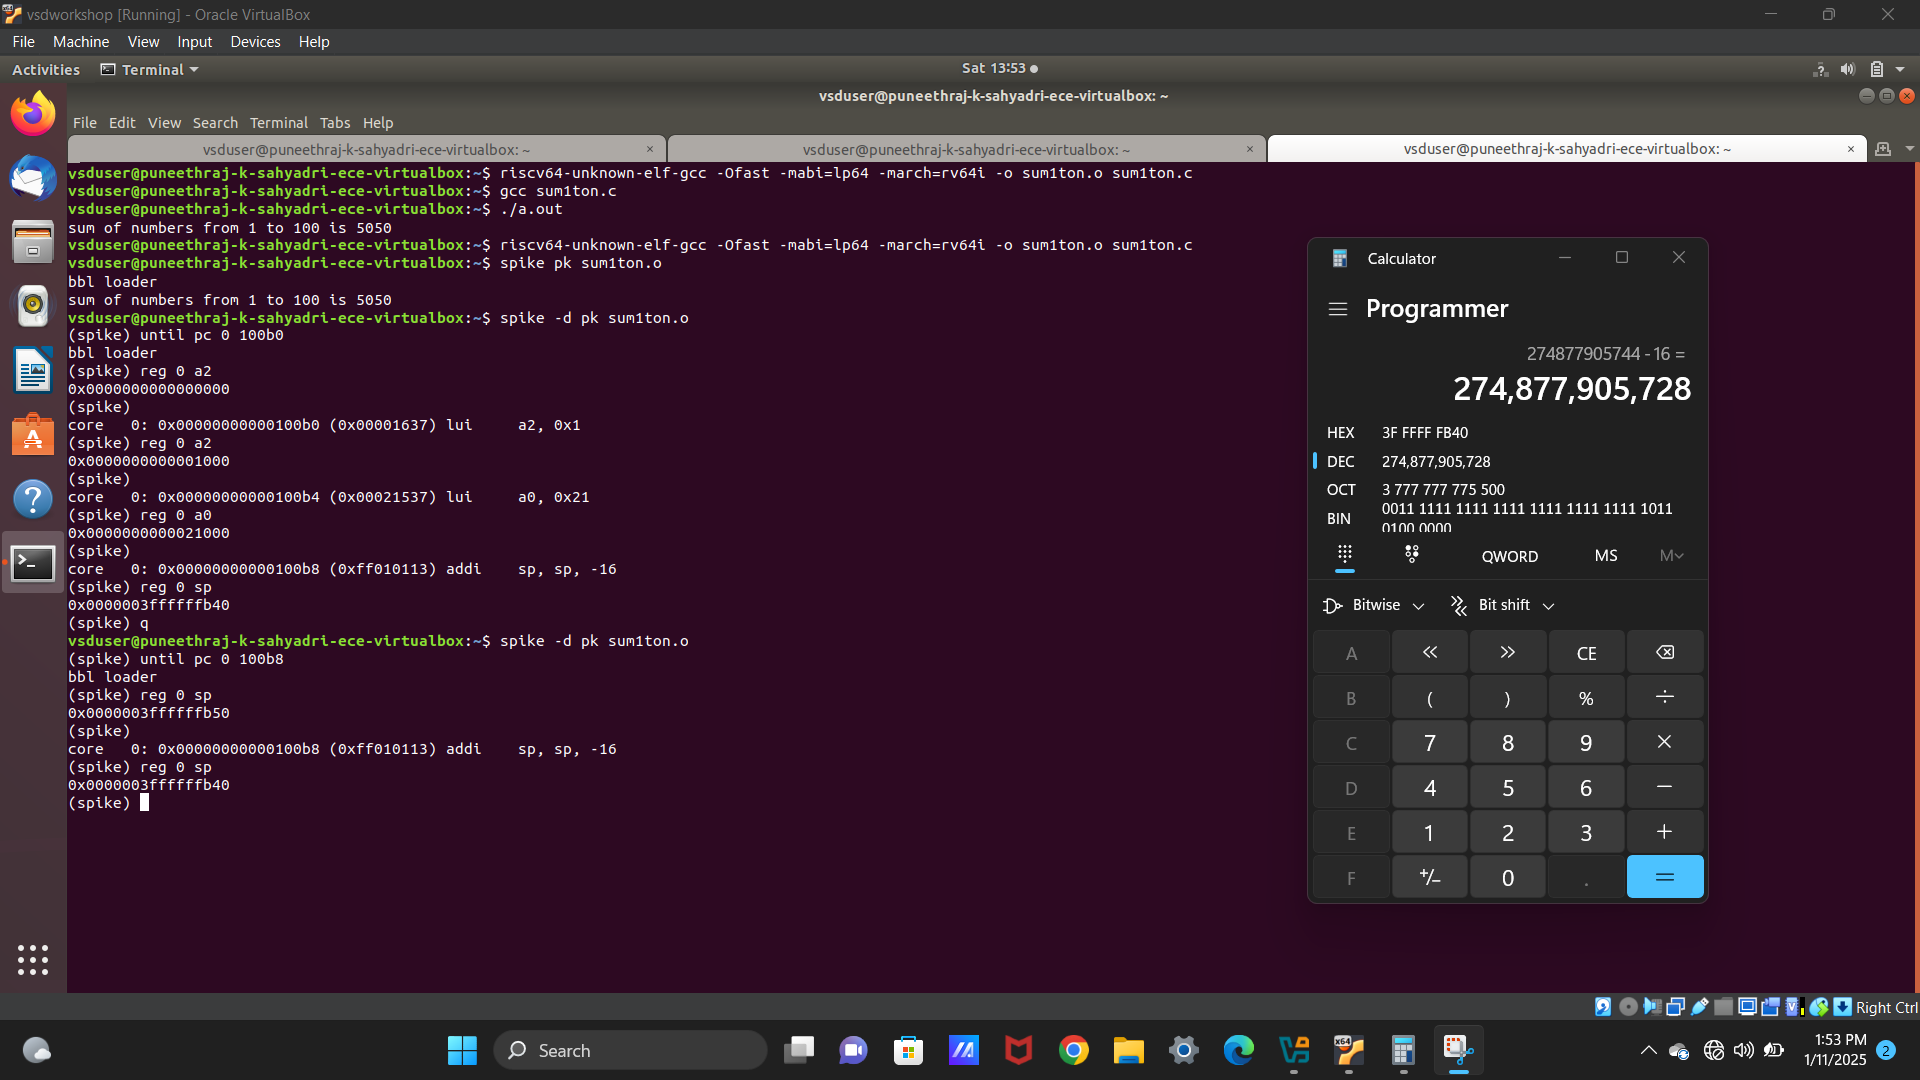 vsdworkshop [Running] - Oracle VirtualBox
File Machine View Input Devices Help
Activities Terminal Sat 13:53
vsduser@puneethraj-k-sahyadri-ece-virtualbox: ~
File Edit View Search Terminal Tabs Help
vsduser@puneethraj-k-sahyadri-ece-virtualbox: ~ × vsduser@puneethraj-k-sahyadri-ece-virtualbox: ~ × vsduser@puneethraj-k-sahyadri-ece-virtualbox: ~ ×
vsduser@puneethraj-k-sahyadri-ece-virtualbox:~$ riscv64-unknown-elf-gcc -Ofast -mabi=lp64 -march=rv64i -o sum1ton.o sum1ton.c
vsduser@puneethraj-k-sahyadri-ece-virtualbox:~$ gcc sum1ton.c
vsduser@puneethraj-k-sahyadri-ece-virtualbox:~$ ./a.out
sum of numbers from 1 to 100 is 5050
vsduser@puneethraj-k-sahyadri-ece-virtualbox:~$ riscv64-unknown-elf-gcc -Ofast -mabi=lp64 -march=rv64i -o sum1ton.o sum1ton.c
vsduser@puneethraj-k-sahyadri-ece-virtualbox:~$ spike pk sum1ton.o
bbl loader
sum of numbers from 1 to 100 is 5050
vsduser@puneethraj-k-sahyadri-ece-virtualbox:~$ spike -d pk sum1ton.o
(spike) until pc 0 100b0
bbl loader
(spike) reg 0 a2
0x0000000000000000
(spike)
core   0: 0x00000000000100b0 (0x00001637) lui     a2, 0x1
(spike) reg 0 a2
0x0000000000001000
(spike)
core   0: 0x00000000000100b4 (0x00021537) lui     a0, 0x21
(spike) reg 0 a0
0x0000000000021000
(spike)
core   0: 0x00000000000100b8 (0xff010113) addi    sp, sp, -16
(spike) reg 0 sp
0x0000003ffffffb40
(spike) q
vsduser@puneethraj-k-sahyadri-ece-virtualbox:~$ spike -d pk sum1ton.o
(spike) until pc 0 100b8
bbl loader
(spike) reg 0 sp
0x0000003ffffffb50
(spike)
core   0: 0x00000000000100b8 (0xff010113) addi    sp, sp, -16
(spike) reg 0 sp
0x0000003ffffffb40
(spike)
Calculator
Programmer
274877905744 - 16 =
274,877,905,728
HEX 3F FFFF FB40
DEC 274,877,905,728
OCT 3 777 777 775 500
BIN 0011 1111 1111 1111 1111 1111 1111 1011
0100 0000
QWORD MS M
Bitwise Bit shift
A << >> CE
B ( ) % ÷
C 7 8 9 ×
D 4 5 6 −
E 1 2 3 +
F +/− 0 . =
Right Ctrl
Search
1:53 PM
1/11/2025
2